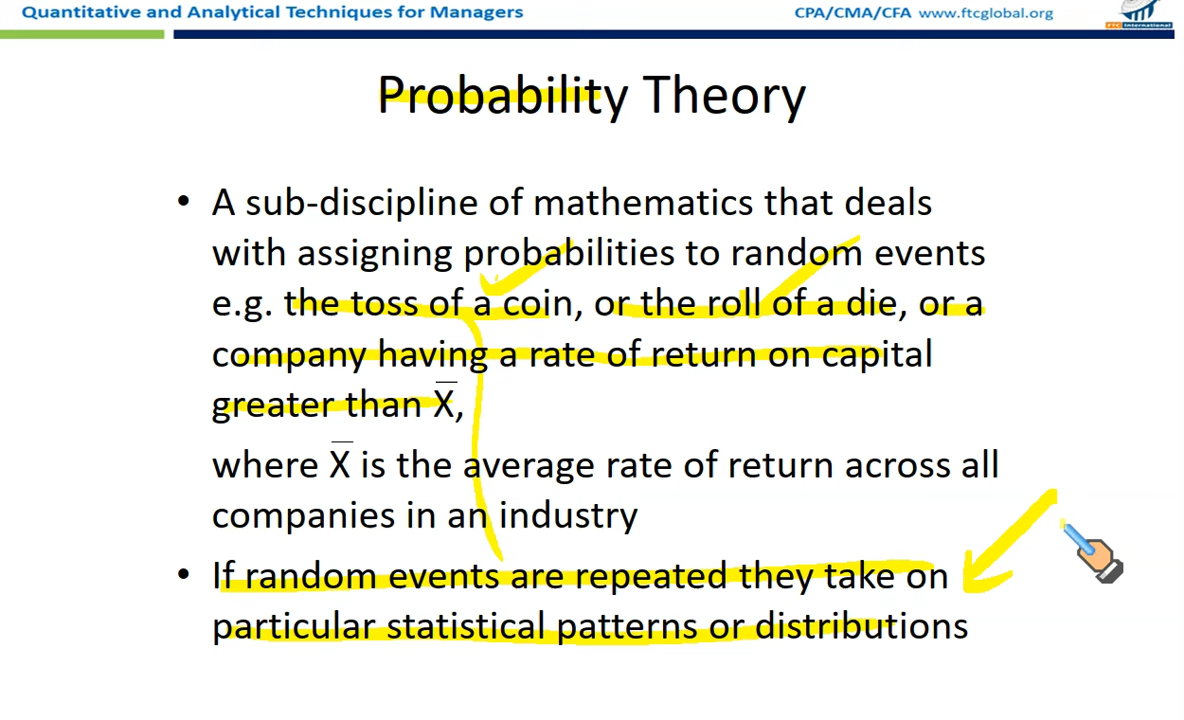 Quantitative and Analytical Techniques for Managers
CPA/CMA/CFA www.ftcglobal.org
FTC International
Probability Theory
• A sub-discipline of mathematics that deals
with assigning probabilities to random events
e.g. the toss of a coin, or the roll of a die, or a
company having a rate of return on capital
greater than X̅,
where X̅ is the average rate of return across all
companies in an industry
• If random events are repeated they take on
particular statistical patterns or distributions